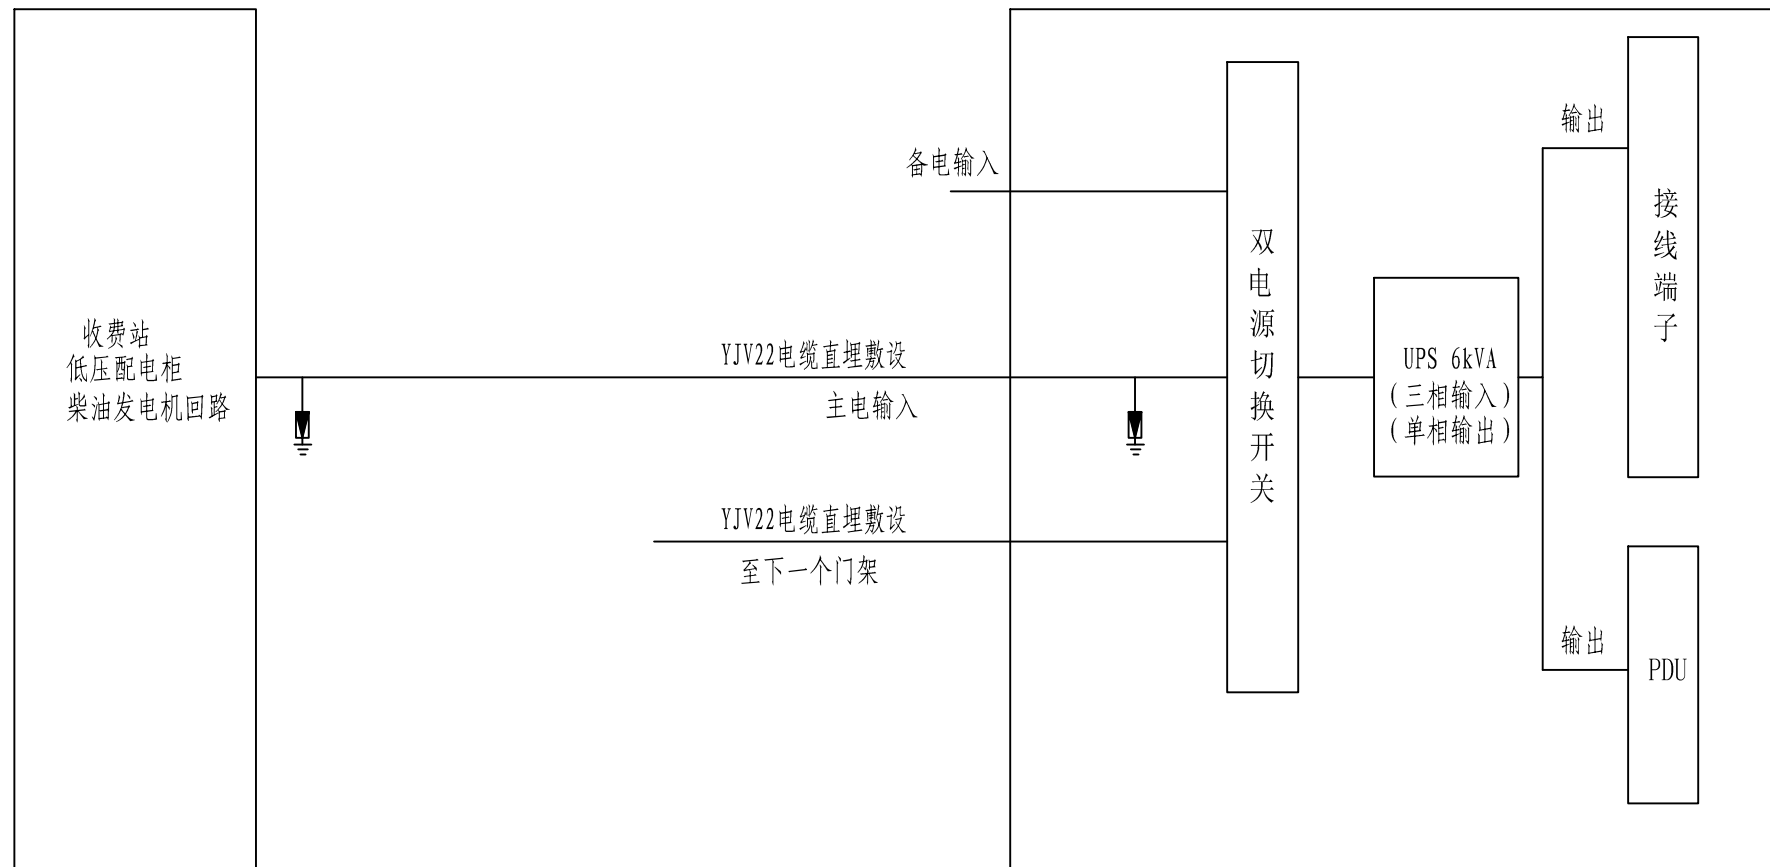 收费站
低压配电柜
柴油发电机回路
备电输入
YJV22电缆直埋敷设
主电输入
YJV22电缆直埋敷设
至下一个门架
双电源切换开关
UPS 6kVA
(三相输入)
(单相输出)
输出
接线端子
输出
PDU